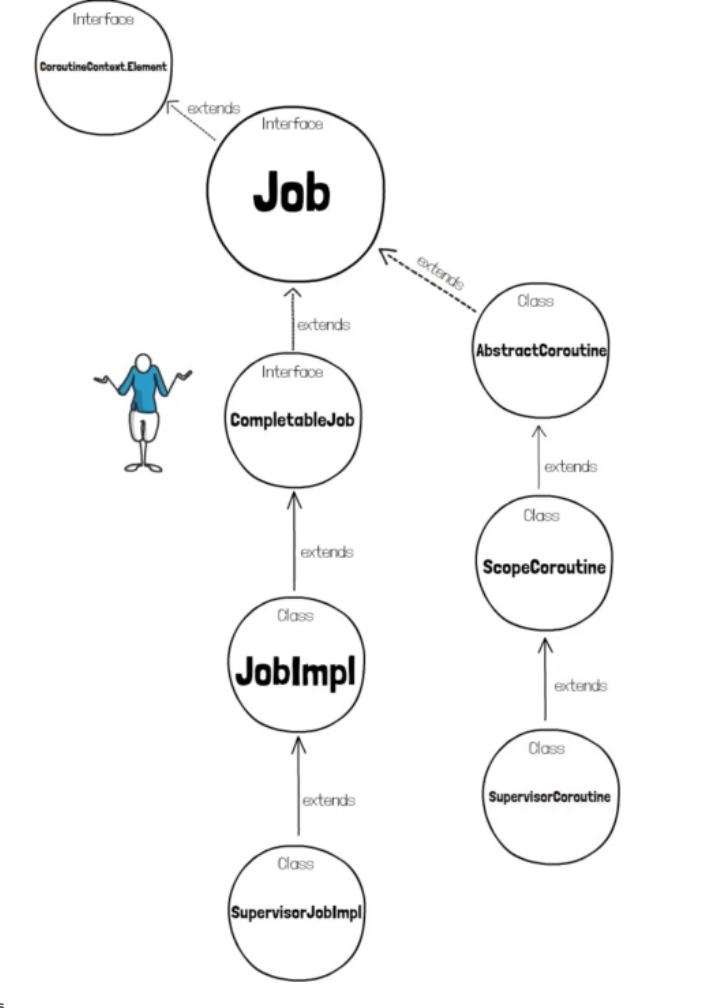 Interface
CoroutineContext.Element
extends
Interface
Job
extends
extends
Class
AbstractCoroutine
Interface
CompletableJob
extends
Class
ScopeCoroutine
extends
Class
JobImpl
extends
Class
SupervisorCoroutine
extends
Class
SupervisorJobImpl
s